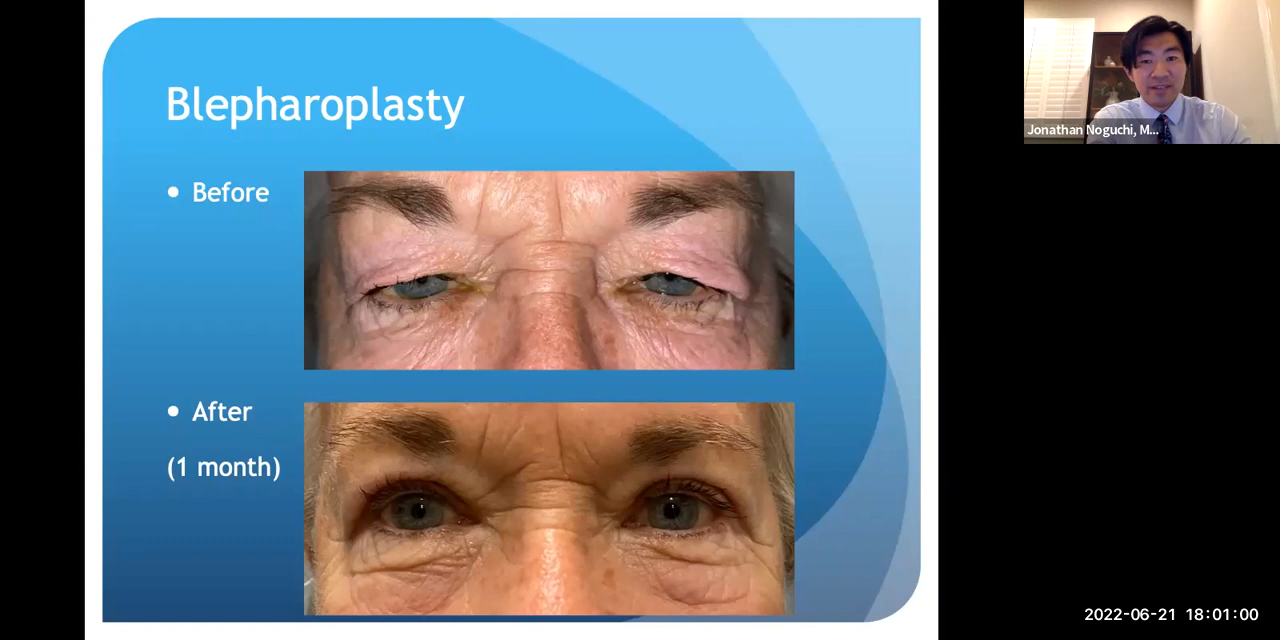 Blepharoplasty
• Before
• After
(1 month)
Jonathan Noguchi, M...
2022-06-21 18:01:00